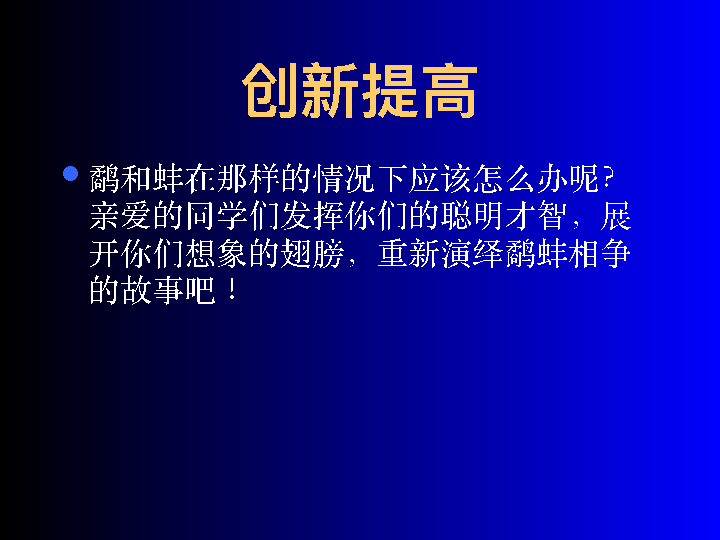 创新提高
鹬和蚌在那样的情况下应该怎么办呢?
亲爱的同学们发挥你们的聪明才智，展
开你们想象的翅膀，重新演绎鹬蚌相争
的故事吧！